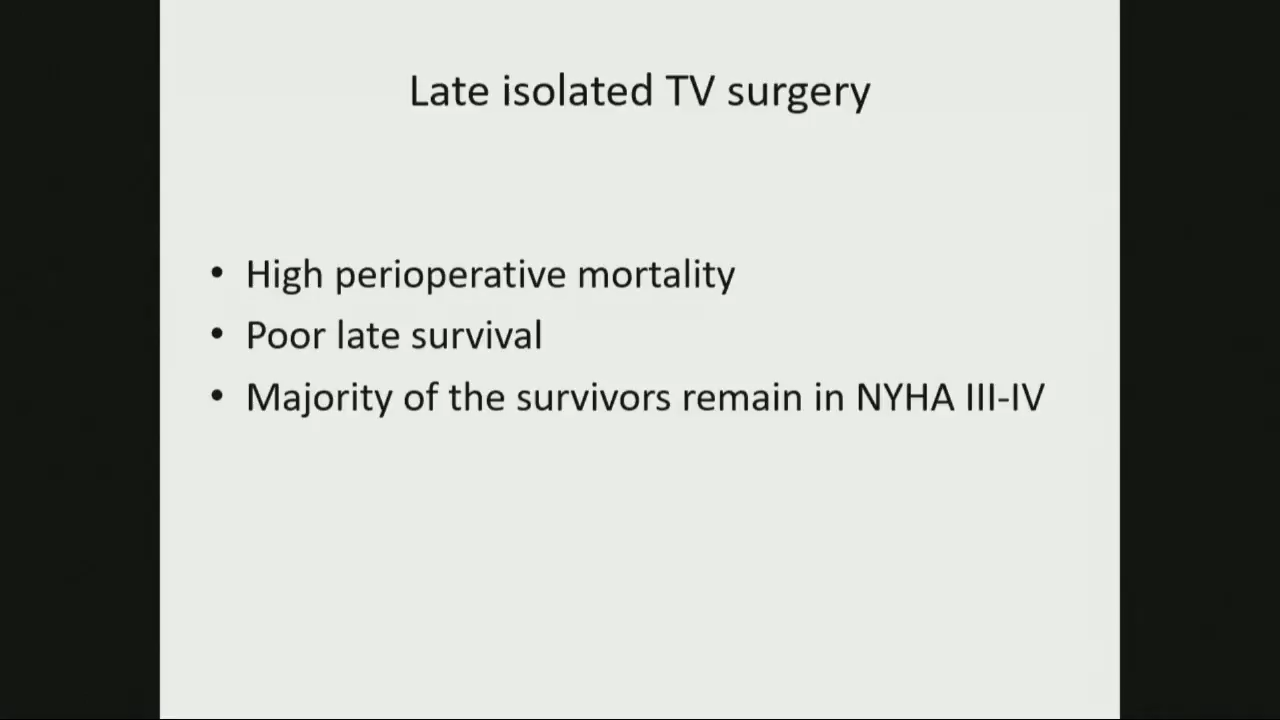 Late isolated TV surgery
• High perioperative mortality
• Poor late survival
• Majority of the survivors remain in NYHA III-IV